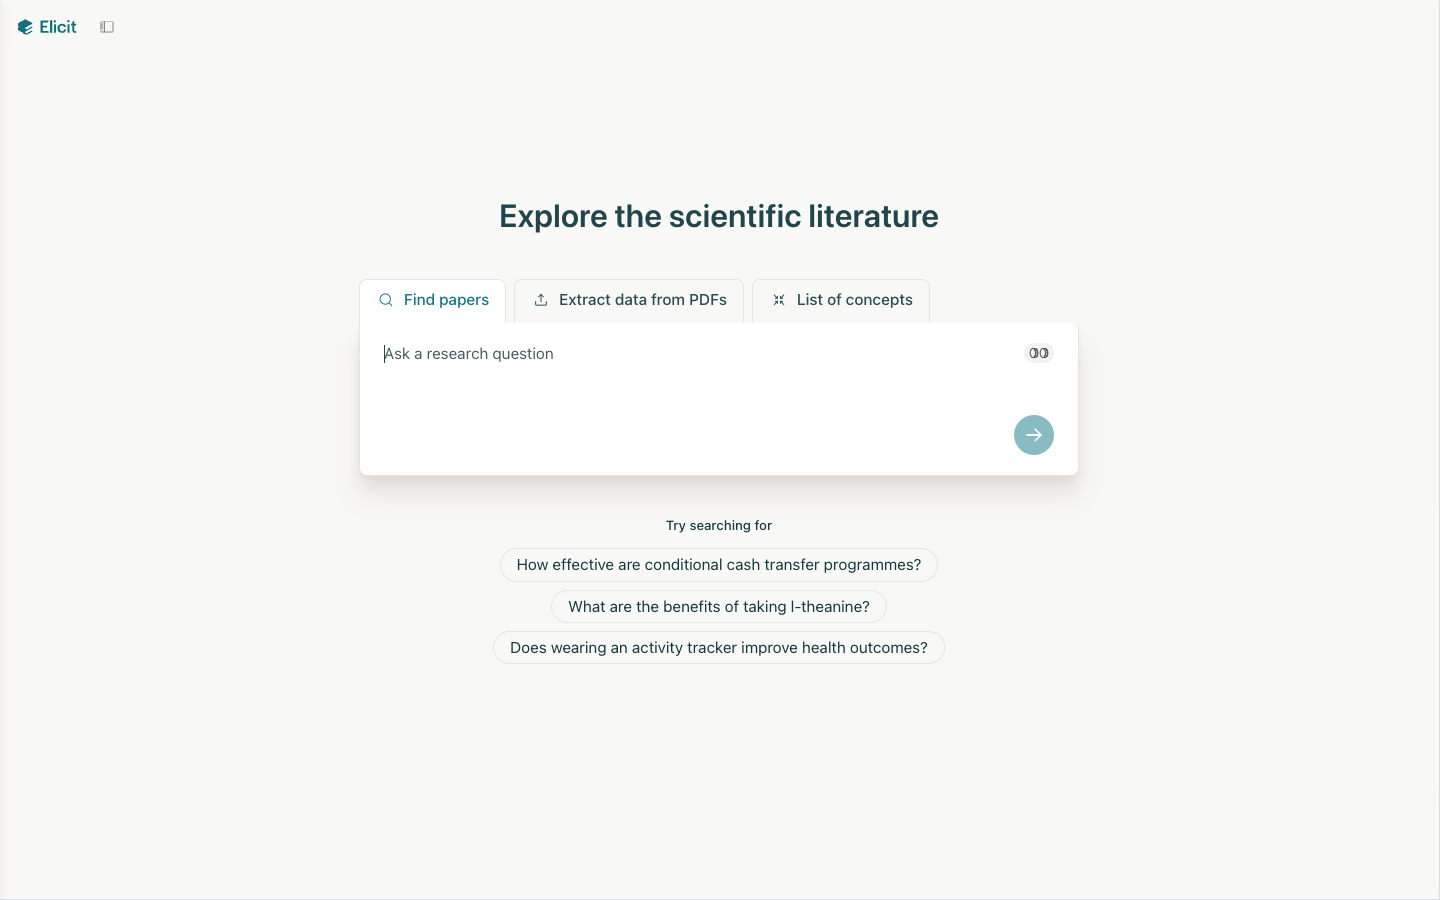 Elicit
Explore the scientific literature
Find papers
Extract data from PDFs
List of concepts
Ask a research question
Try searching for
How effective are conditional cash transfer programmes?
What are the benefits of taking l-theanine?
Does wearing an activity tracker improve health outcomes?